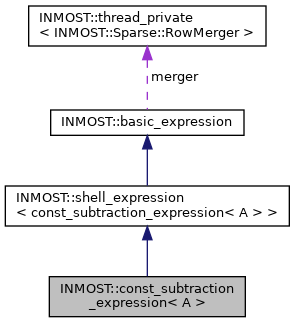 INMOST::thread_private
< INMOST::Sparse::RowMerger >
merger
INMOST::basic_expression
INMOST::shell_expression
< const_subtraction_expression< A > >
INMOST::const_subtraction
_expression< A >